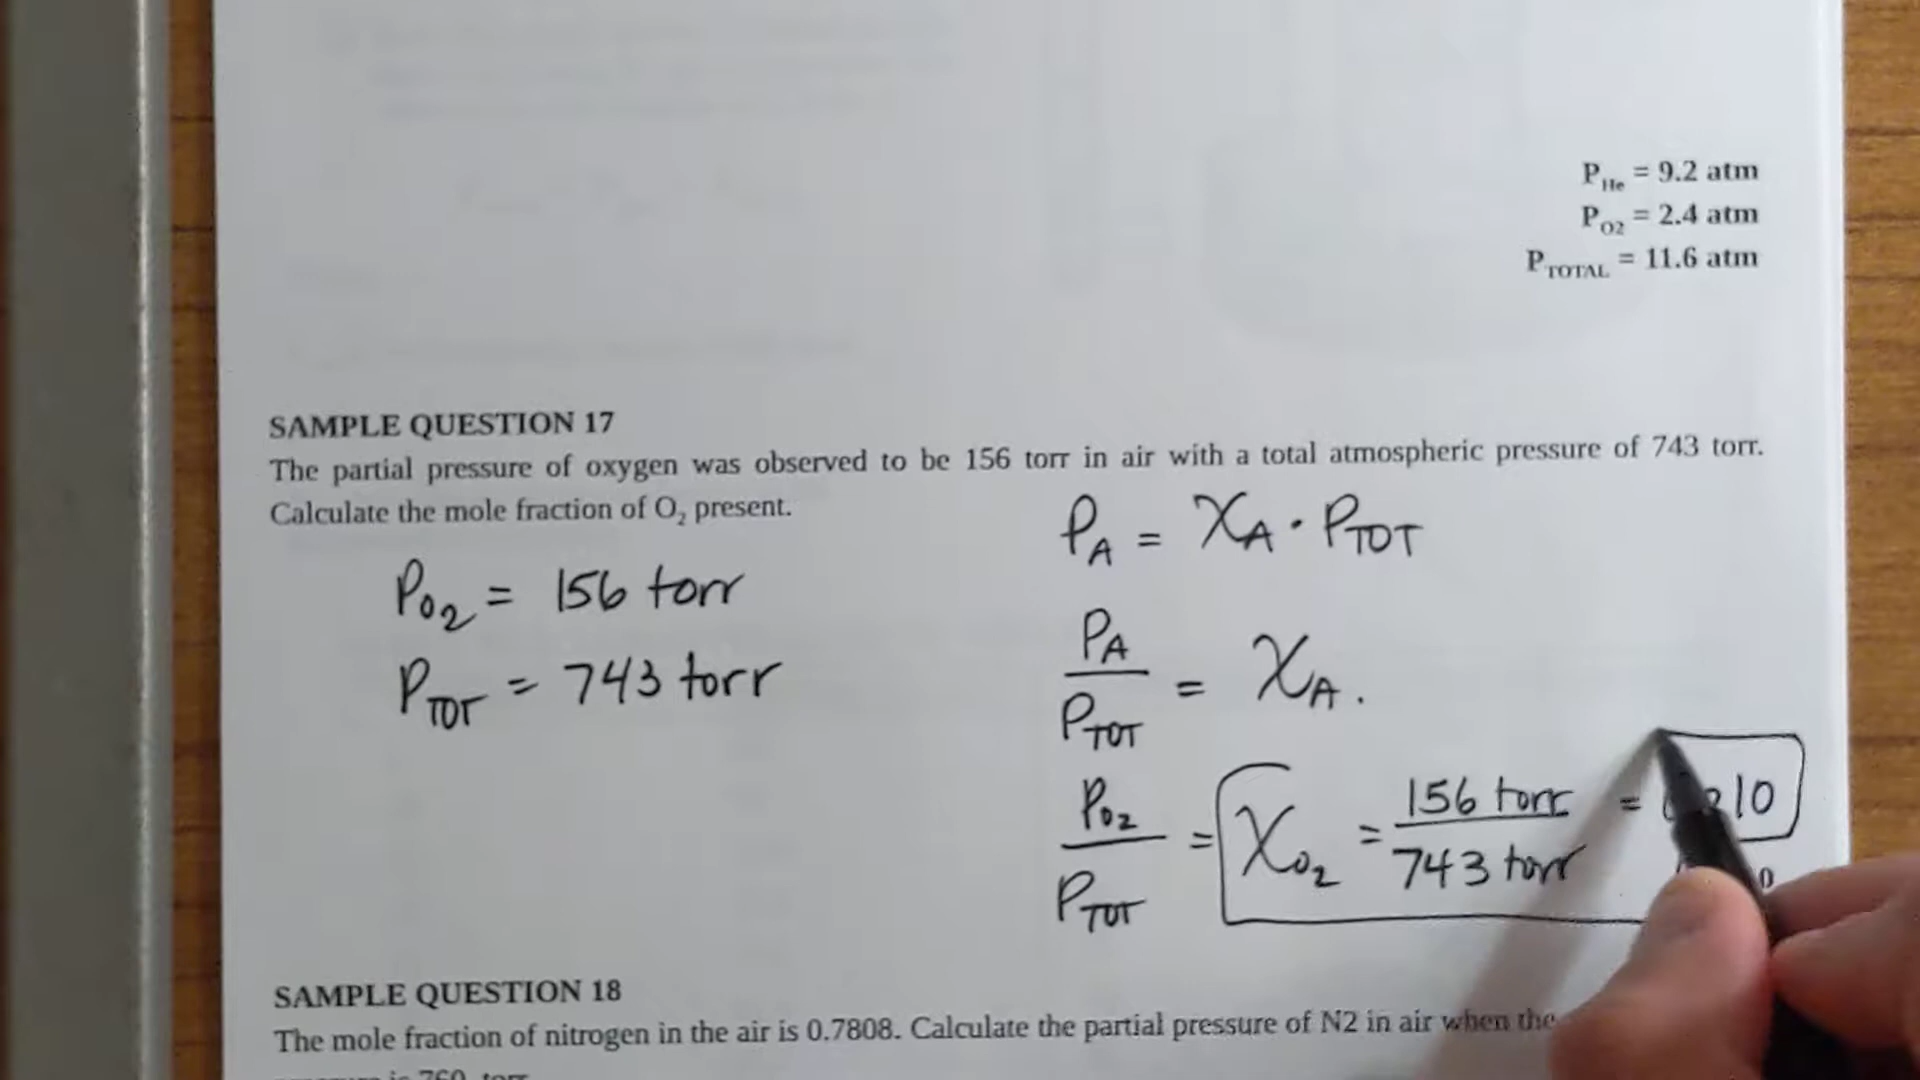 P_He = 9.2 atm
P_O2 = 2.4 atm
P_TOTAL = 11.6 atm
SAMPLE QUESTION 17
The partial pressure of oxygen was observed to be 156 torr in air with a total atmospheric pressure of 743 torr.
Calculate the mole fraction of O₂ present.
P_A = X_A · P_TOT
P_O2 = 156 torr
P_A / P_TOT = X_A.
P_TOT = 743 torr
P_O2 / P_TOT = X_O2 = 156 torr / 743 torr =
SAMPLE QUESTION 18
The mole fraction of nitrogen in the air is 0.7808. Calculate the partial pressure of N2 in air when the
is 760 torr